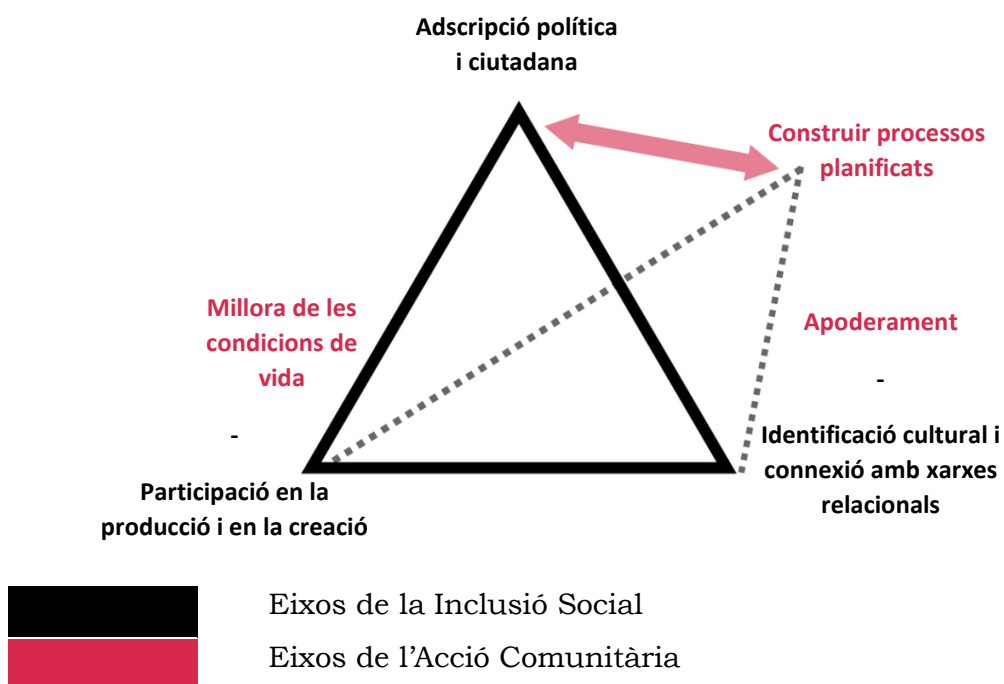 Adscripció política
i ciutadana
Construir processos
planificats
Millora de les
condicions de
vida
-
Participació en la
producció i en la creació
Apoderament
-
Identificació cultural i
connexió amb xarxes
relacionals
Eixos de la Inclusió Social
Eixos de l’Acció Comunitària